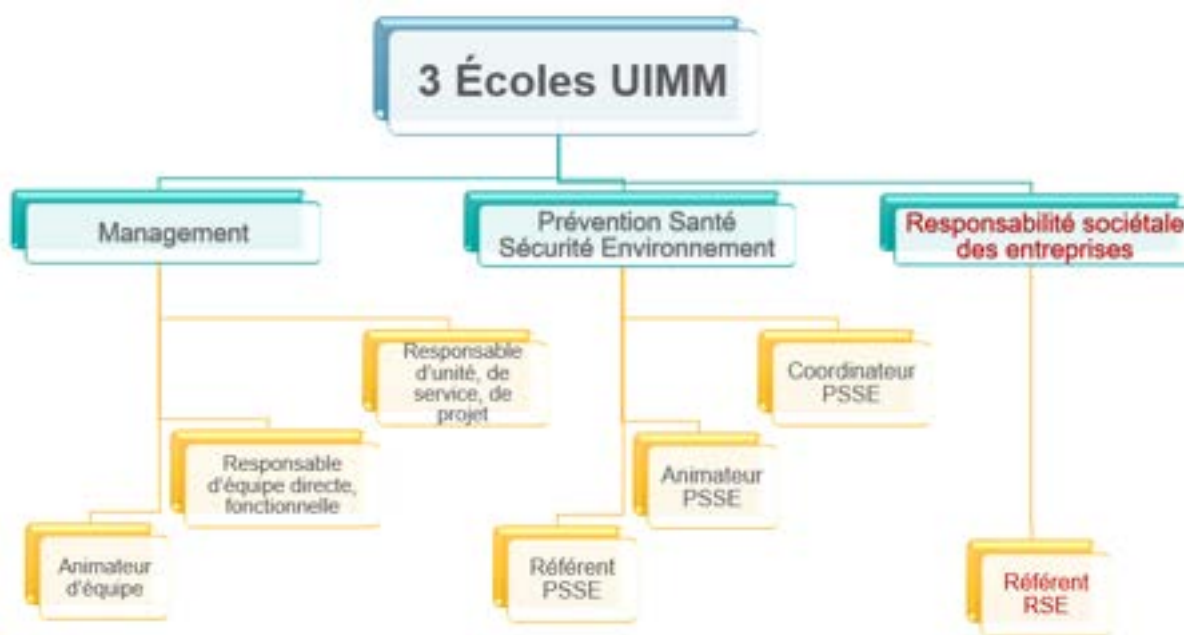 3 Écoles UIMM
Management
Prévention Santé
Sécurité Environnement
Responsabilité sociétale
des entreprises
Responsable
d'unité, de
service, de
projet
Coordinateur
PSSE
Responsable
d'équipe directe,
fonctionnelle
Animateur
PSSE
Animateur
d'équipe
Référent
PSSE
Référent
RSE